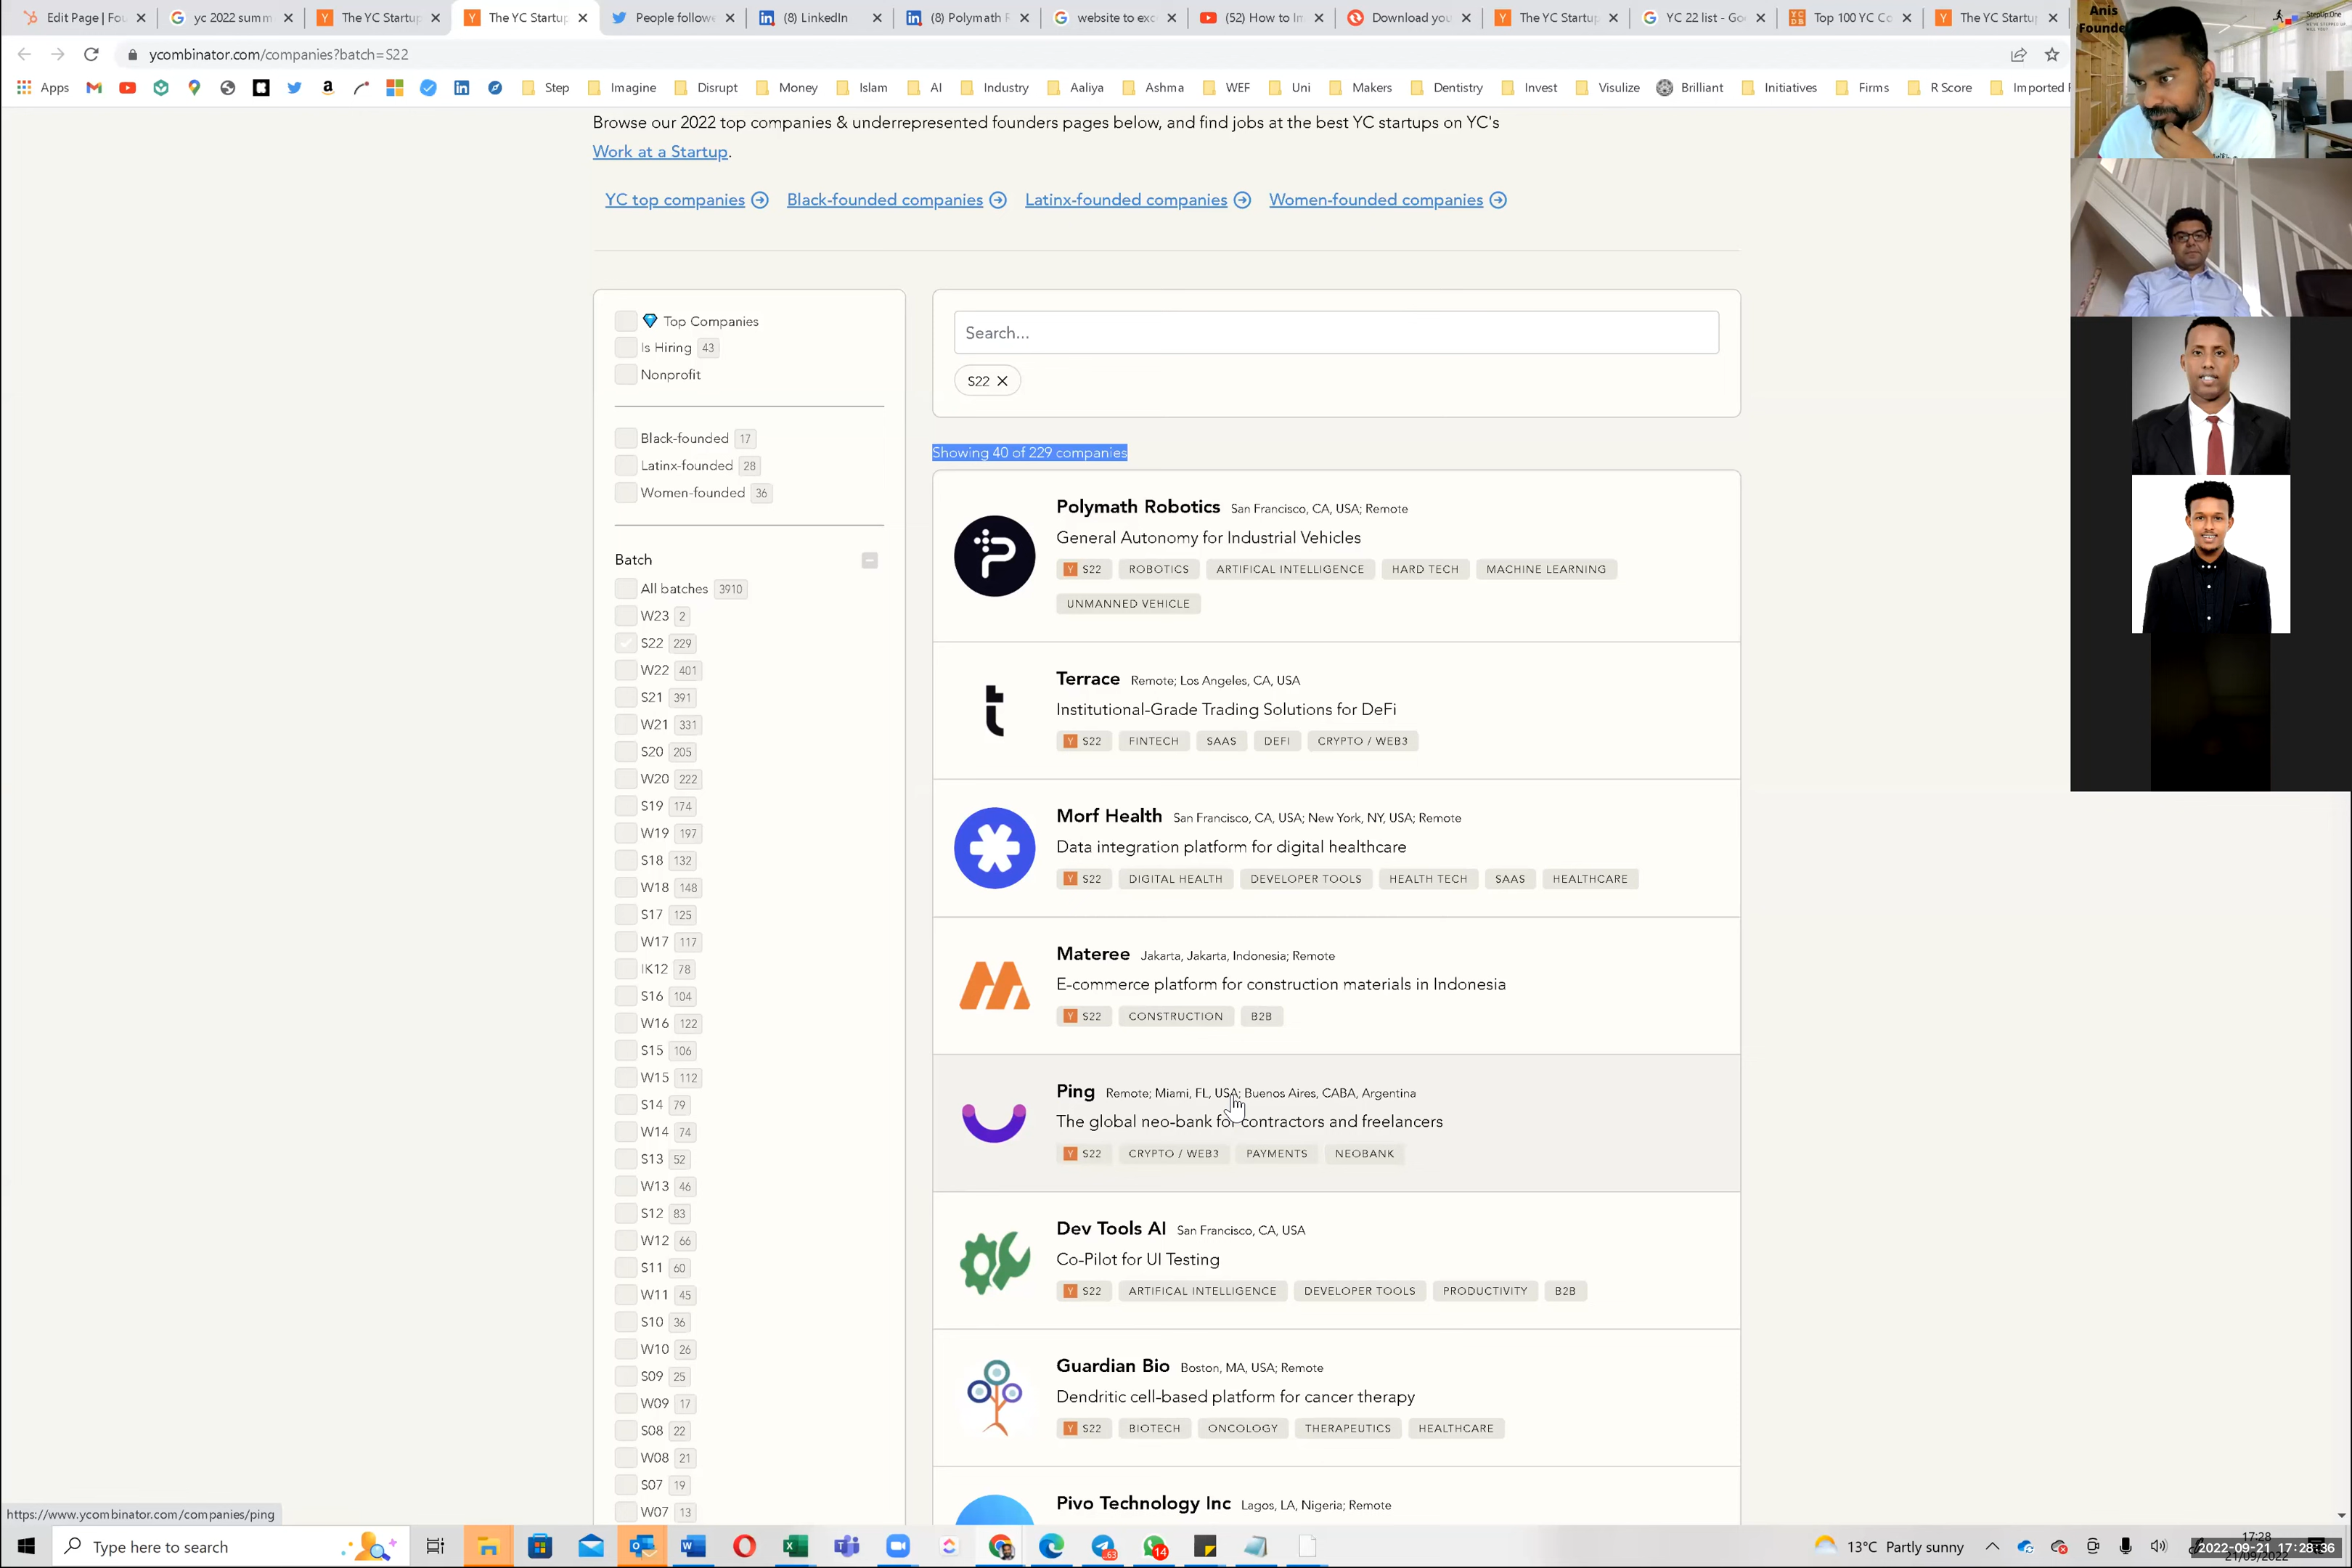 Edit Page | Fou
yc 2022 summ
The YC Startup
The YC Startup
People followe
(8) LinkedIn
(8) Polymath R
website to exc
(52) How to In
Download you
The YC Startup
YC 22 list - Go
Top 100 YC Co
The YC Startup
ycombinator.com/companies?batch=S22
Apps
Step
Imagine
Disrupt
Money
Islam
AI
Industry
Aaliya
Ashma
WEF
Uni
Makers
Dentistry
Invest
Visulize
Brilliant
Initiatives
Firms
R Score
Imported F
Anis
Founde
StepUp.One
Browse our 2022 top companies & underrepresented founders pages below, and find jobs at the best YC startups on YC's
Work at a Startup.
YC top companies
Black-founded companies
Latinx-founded companies
Women-founded companies
Top Companies
Is Hiring 43
Nonprofit
Black-founded 17
Latinx-founded 28
Women-founded 36
Batch
All batches 3910
W23 2
S22 229
W22 401
S21 391
W21 331
S20 205
W20 222
S19 174
W19 197
S18 132
W18 148
S17 125
W17 117
IK12 78
S16 104
W16 122
S15 106
W15 112
S14 79
W14 74
S13 52
W13 46
S12 83
W12 66
S11 60
W11 45
S10 36
W10 26
S09 25
W09 17
S08 22
W08 21
S07 19
W07 13
Search...
S22
Showing 40 of 229 companies
Polymath Robotics San Francisco, CA, USA; Remote
General Autonomy for Industrial Vehicles
Y S22 ROBOTICS ARTIFICAL INTELLIGENCE HARD TECH MACHINE LEARNING
UNMANNED VEHICLE
Terrace Remote; Los Angeles, CA, USA
Institutional-Grade Trading Solutions for DeFi
Y S22 FINTECH SAAS DEFI CRYPTO / WEB3
Morf Health San Francisco, CA, USA; New York, NY, USA; Remote
Data integration platform for digital healthcare
Y S22 DIGITAL HEALTH DEVELOPER TOOLS HEALTH TECH SAAS HEALTHCARE
Materee Jakarta, Jakarta, Indonesia; Remote
E-commerce platform for construction materials in Indonesia
Y S22 CONSTRUCTION B2B
Ping Remote; Miami, FL, USA; Buenos Aires, CABA, Argentina
The global neo-bank for contractors and freelancers
Y S22 CRYPTO / WEB3 PAYMENTS NEOBANK
Dev Tools AI San Francisco, CA, USA
Co-Pilot for UI Testing
Y S22 ARTIFICAL INTELLIGENCE DEVELOPER TOOLS PRODUCTIVITY B2B
Guardian Bio Boston, MA, USA; Remote
Dendritic cell-based platform for cancer therapy
Y S22 BIOTECH ONCOLOGY THERAPEUTICS HEALTHCARE
Pivo Technology Inc Lagos, LA, Nigeria; Remote
https://www.ycombinator.com/companies/ping
Type here to search
63
14
13°C Partly sunny
17:28
21/09/2022
2022-09-21 17:28:36